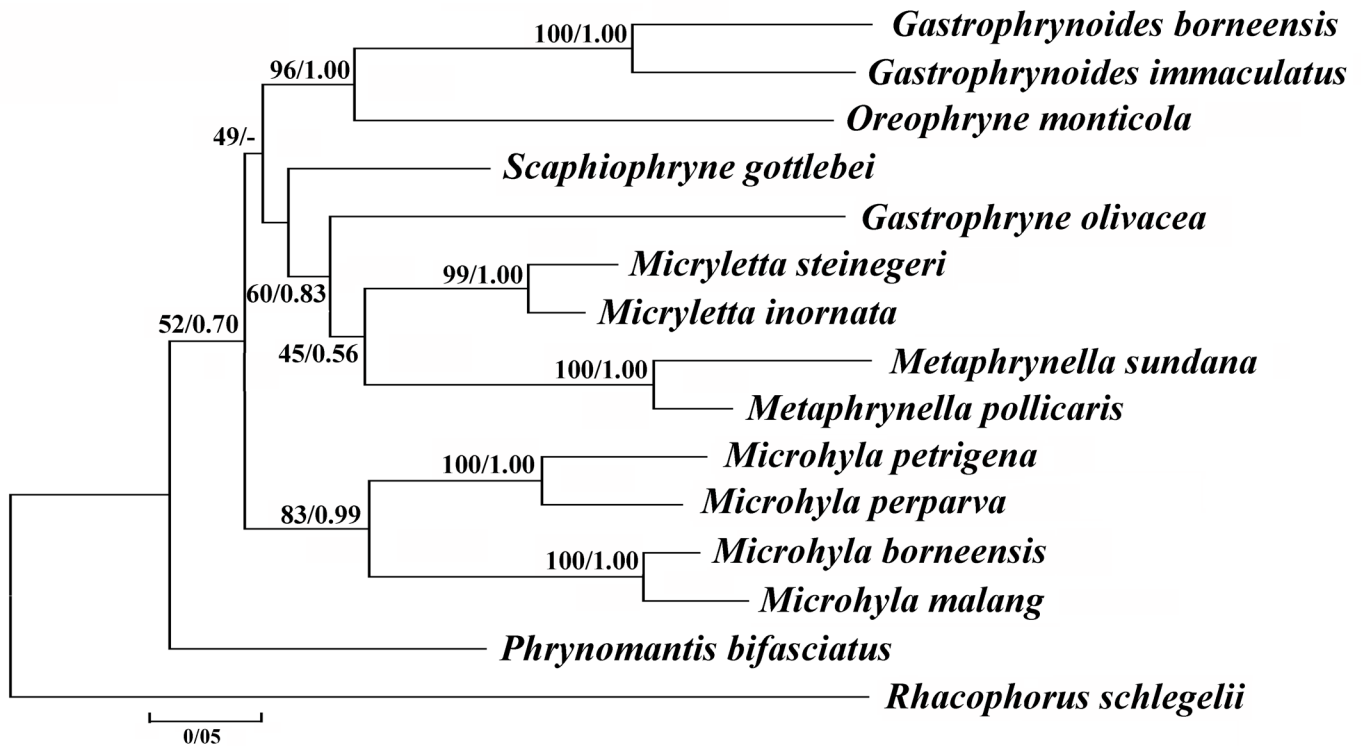 Gastrophrynoides borneensis
100/1.00
Gastrophrynoides immaculatus
96/1.00
Oreophryne monticola
49/-
Scaphiophryne gottlebei
Gastrophryne olivacea
Micryletta steinegeri
99/1.00
60/0.83
Micryletta inornata
52/0.70
45/0.56
Metaphrynella sundana
100/1.00
Metaphrynella pollicaris
Microhyla petrigena
100/1.00
Microhyla perparva
83/0.99
Microhyla borneensis
100/1.00
Microhyla malang
Phrynomantis bifasciatus
Rhacophorus schlegelii
0/05